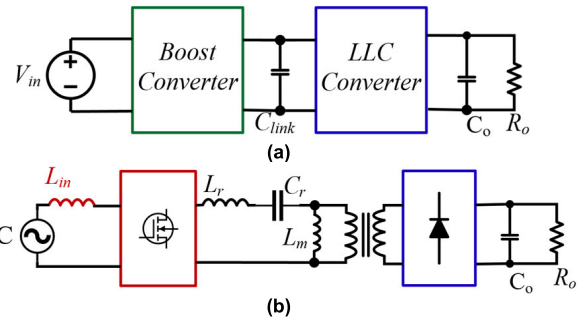 Boost Converter
LLC Converter
V_in
C_link
C_o
R_o
(a)
L_in
L_r
C_r
L_m
C
C_o
R_o
(b)